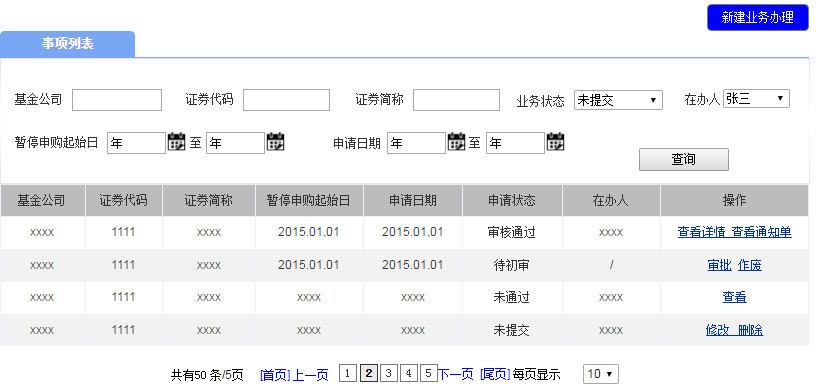 新建业务办理
事项列表
基金公司 证券代码 证券简称 业务状态 未提交 在办人 张三
暂停申购起始日 年 至 年 申请日期 年 至 年
查询
基金公司 证券代码 证券简称 暂停申购起始日 申请日期 申请状态 在办人 操作
xxxx 1111 xxxx 2015.01.01 2015.01.01 审核通过 xxxx 查看详情 查看通知单
xxxx 1111 xxxx 2015.01.01 2015.01.01 待初审 / 审批 作废
xxxx 1111 xxxx xxxx xxxx 未通过 xxxx 查看
xxxx 1111 xxxx xxxx xxxx 未提交 xxxx 修改 删除
共有50 条/5页 [首页] 上一页 1 2 3 4 5 下一页 [尾页] 每页显示 10